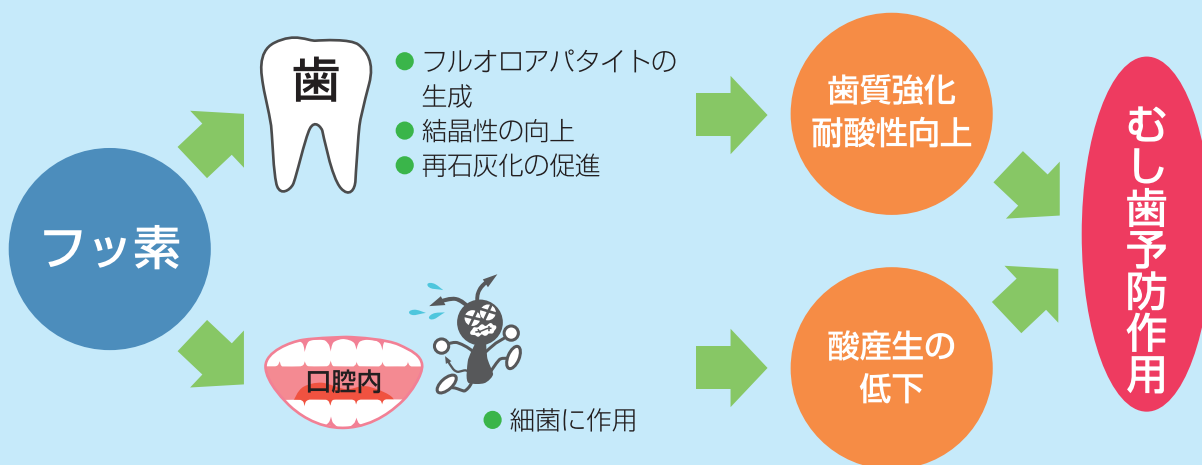 フッ素
歯
● フルオロアパタイトの
生成
● 結晶性の向上
● 再石灰化の促進
歯質強化
耐酸性向上
口腔内
● 細菌に作用
酸産生の
低下
むし歯予防作用